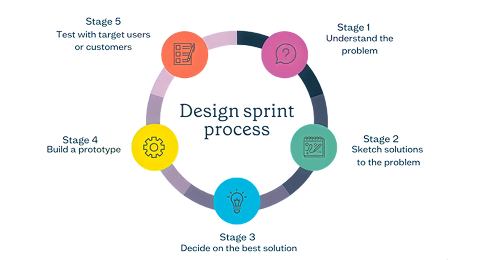 Design sprint
process
Stage 1
Understand the
problem
Stage 2
Sketch solutions
to the problem
Stage 3
Decide on the best solution
Stage 4
Build a prototype
Stage 5
Test with target users
or customers